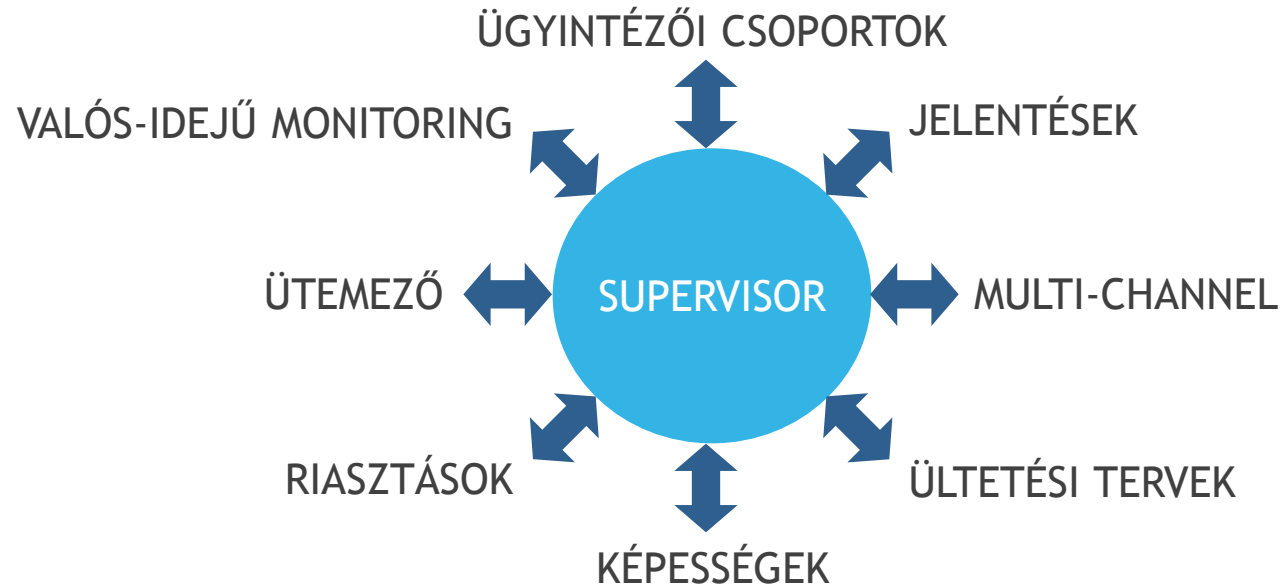 ÜGYINTÉZŐI CSOPORTOK
VALÓS-IDEJŰ MONITORING
JELENTÉSEK
ÜTEMEZŐ
SUPERVISOR
MULTI-CHANNEL
RIASZTÁSOK
ÜLTETÉSI TERVEK
KÉPESSÉGEK